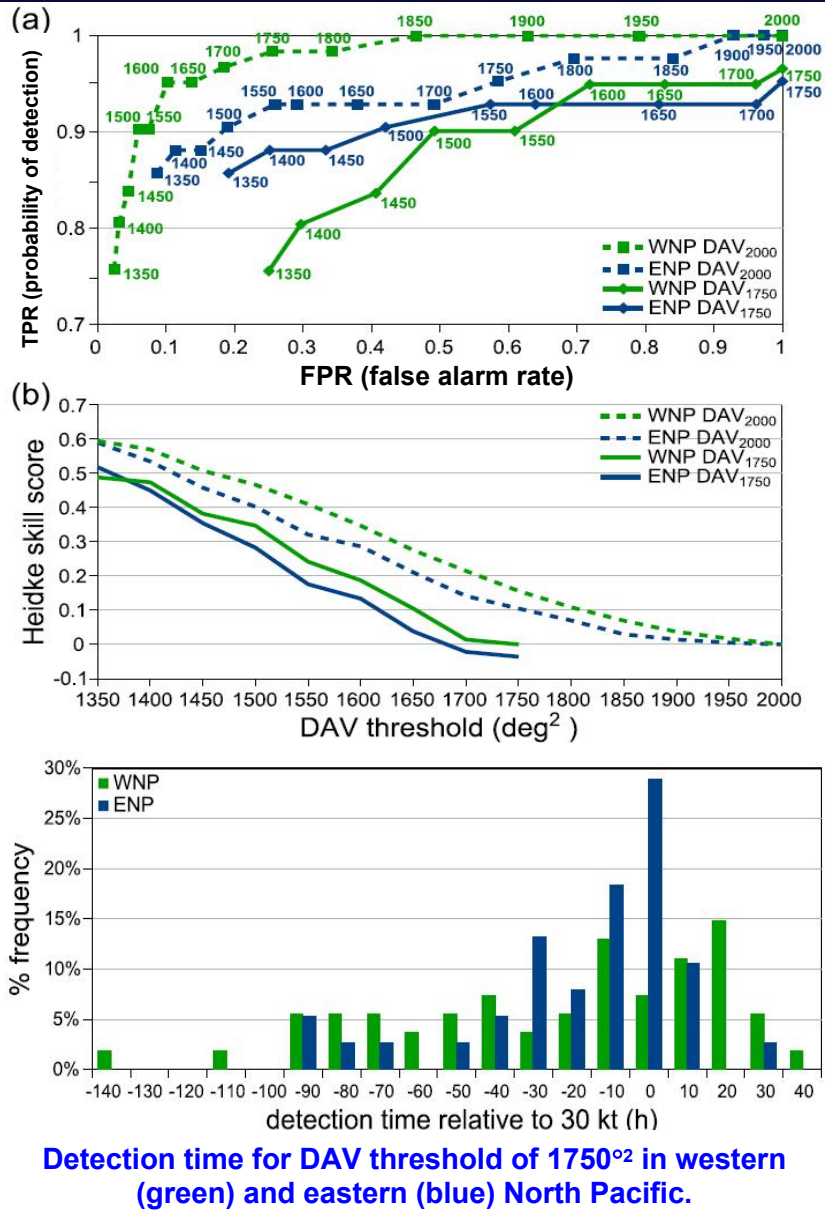 (a)
TPR (probability of detection)
1
0.9
0.8
0.7
1350
1400
1450
1500
1550
1600
1650
1700
1750
1800
1850
1900
1950
2000
1350
1400
1450
1500
1550
1600
1650
1700
1750
1800
1850
1900
1950
2000
1350
1400
1450
1500
1550
1600
1650
1700
1750
1350
1400
1450
1500
1550
1600
1650
1700
1750
WNP DAV2000
ENP DAV2000
WNP DAV1750
ENP DAV1750
0 0.1 0.2 0.3 0.4 0.5 0.6 0.7 0.8 0.9 1
FPR (false alarm rate)
(b)
Heidke skill score
0.7
0.6
0.5
0.4
0.3
0.2
0.1
0
-0.1
WNP DAV2000
ENP DAV2000
WNP DAV1750
ENP DAV1750
1350 1400 1450 1500 1550 1600 1650 1700 1750 1800 1850 1900 1950 2000
DAV threshold (deg2 )
% frequency
30%
25%
20%
15%
10%
5%
0%
WNP
ENP
-140 -130 -120 -110 -100 -90 -80 -70 -60 -50 -40 -30 -20 -10 0 10 20 30 40
detection time relative to 30 kt (h)
Detection time for DAV threshold of 1750º² in western
(green) and eastern (blue) North Pacific.